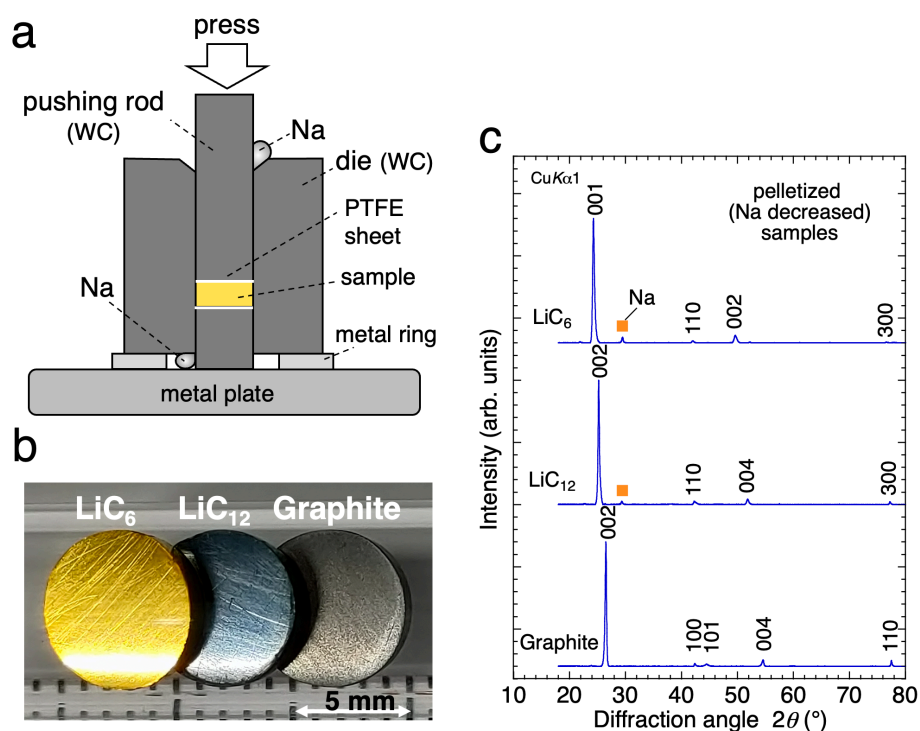 a
press
pushing rod
(WC)
Na
die (WC)
PTFE
sheet
sample
Na
metal ring
metal plate
b
LiC6 LiC12 Graphite
5 mm
c
CuKα1
pelletized
(Na decreased)
samples
Intensity (arb. units)
LiC6
001
Na
110
002
300
LiC12
002
110
004
300
Graphite
002
100
101
004
110
10 20 30 40 50 60 70 80
Diffraction angle 2θ (°)